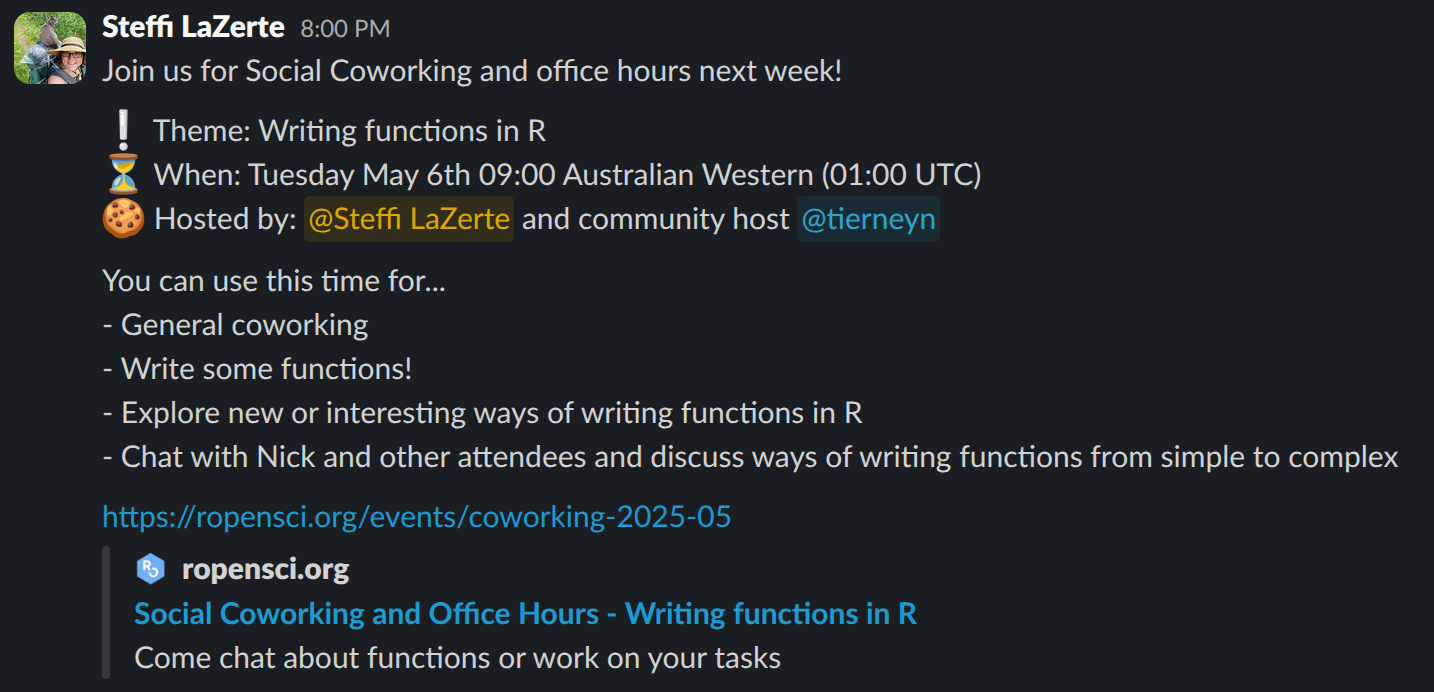 Steffi LaZerte 8:00 PM
Join us for Social Coworking and office hours next week!
❕ Theme: Writing functions in R
⏳ When: Tuesday May 6th 09:00 Australian Western (01:00 UTC)
🍪 Hosted by: @Steffi LaZerte and community host @tierneyn
You can use this time for...
- General coworking
- Write some functions!
- Explore new or interesting ways of writing functions in R
- Chat with Nick and other attendees and discuss ways of writing functions from simple to complex
https://ropensci.org/events/coworking-2025-05
ropensci.org
Social Coworking and Office Hours - Writing functions in R
Come chat about functions or work on your tasks